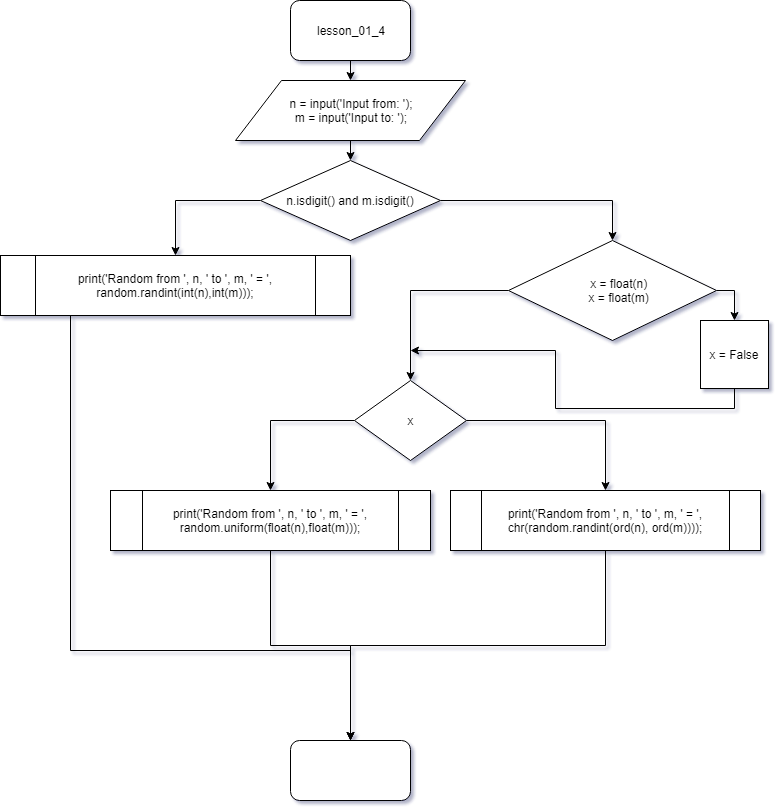 lesson_01_4
n = input('Input from: ');
m = input('Input to: ');
n.isdigit() and m.isdigit()
print('Random from ', n, ' to ', m, ' = ',
random.randint(int(n),int(m)));
x = float(n)
x = float(m)
x = False
x
print('Random from ', n, ' to ', m, ' = ',
random.uniform(float(n),float(m)));
print('Random from ', n, ' to ', m, ' = ',
chr(random.randint(ord(n), ord(m))));